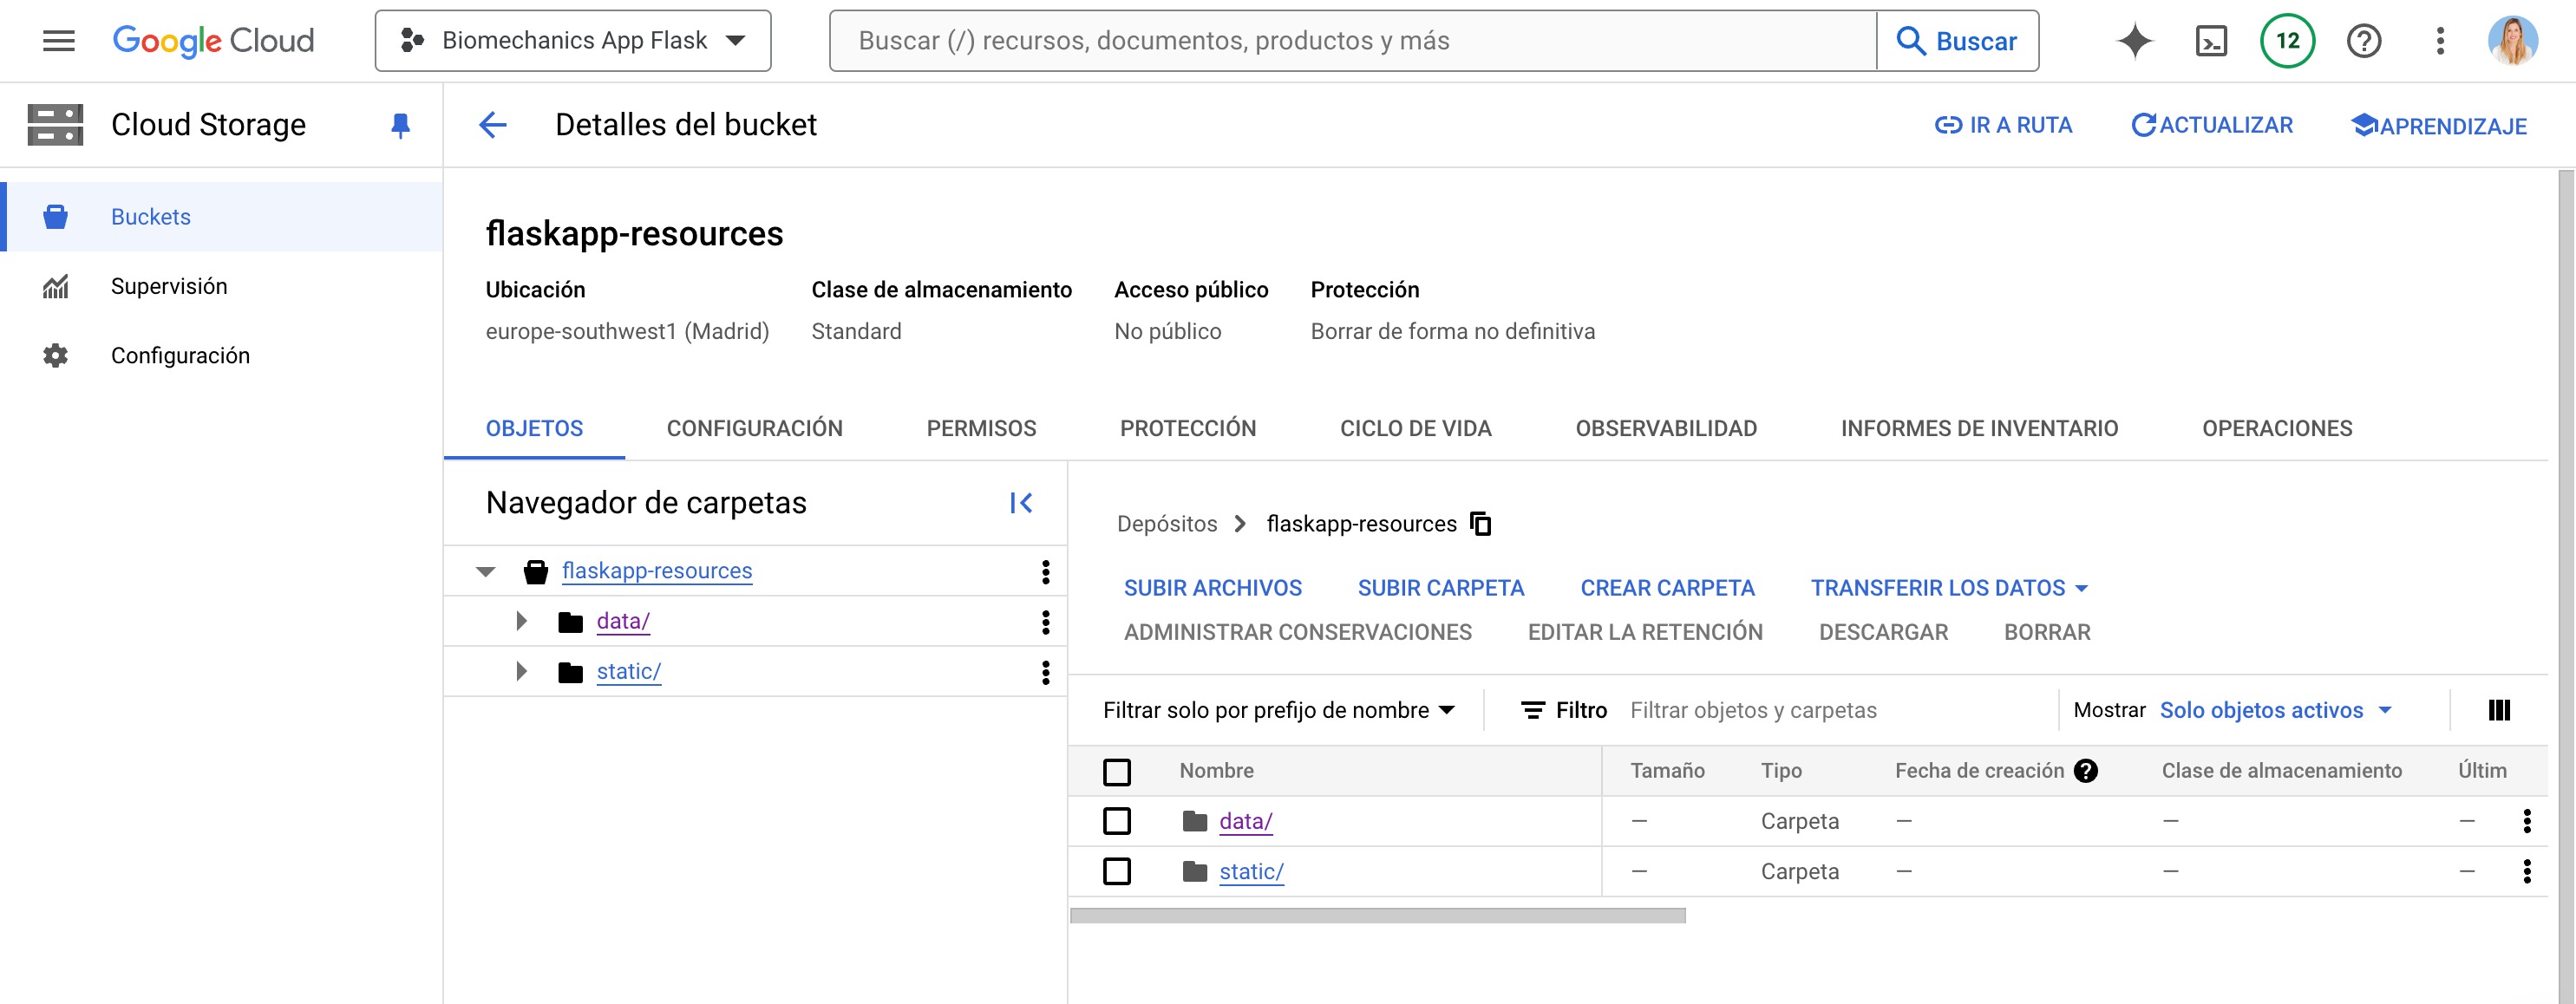 Google Cloud
Biomechanics App Flask
Buscar (/) recursos, documentos, productos y más
Buscar
12
Cloud Storage
Detalles del bucket
IR A RUTA
ACTUALIZAR
APRENDIZAJE
Buckets
Supervisión
Configuración
flaskapp-resources
Ubicación Clase de almacenamiento Acceso público Protección
europe-southwest1 (Madrid) Standard No público Borrar de forma no definitiva
OBJETOS CONFIGURACIÓN PERMISOS PROTECCIÓN CICLO DE VIDA OBSERVABILIDAD INFORMES DE INVENTARIO OPERACIONES
Navegador de carpetas
flaskapp-resources
data/
static/
Depósitos flaskapp-resources
SUBIR ARCHIVOS SUBIR CARPETA CREAR CARPETA TRANSFERIR LOS DATOS
ADMINISTRAR CONSERVACIONES EDITAR LA RETENCIÓN DESCARGAR BORRAR
Filtrar solo por prefijo de nombre Filtro Filtrar objetos y carpetas Mostrar Solo objetos activos
Nombre Tamaño Tipo Fecha de creación Clase de almacenamiento Últim
data/ — Carpeta — — —
static/ — Carpeta — — —